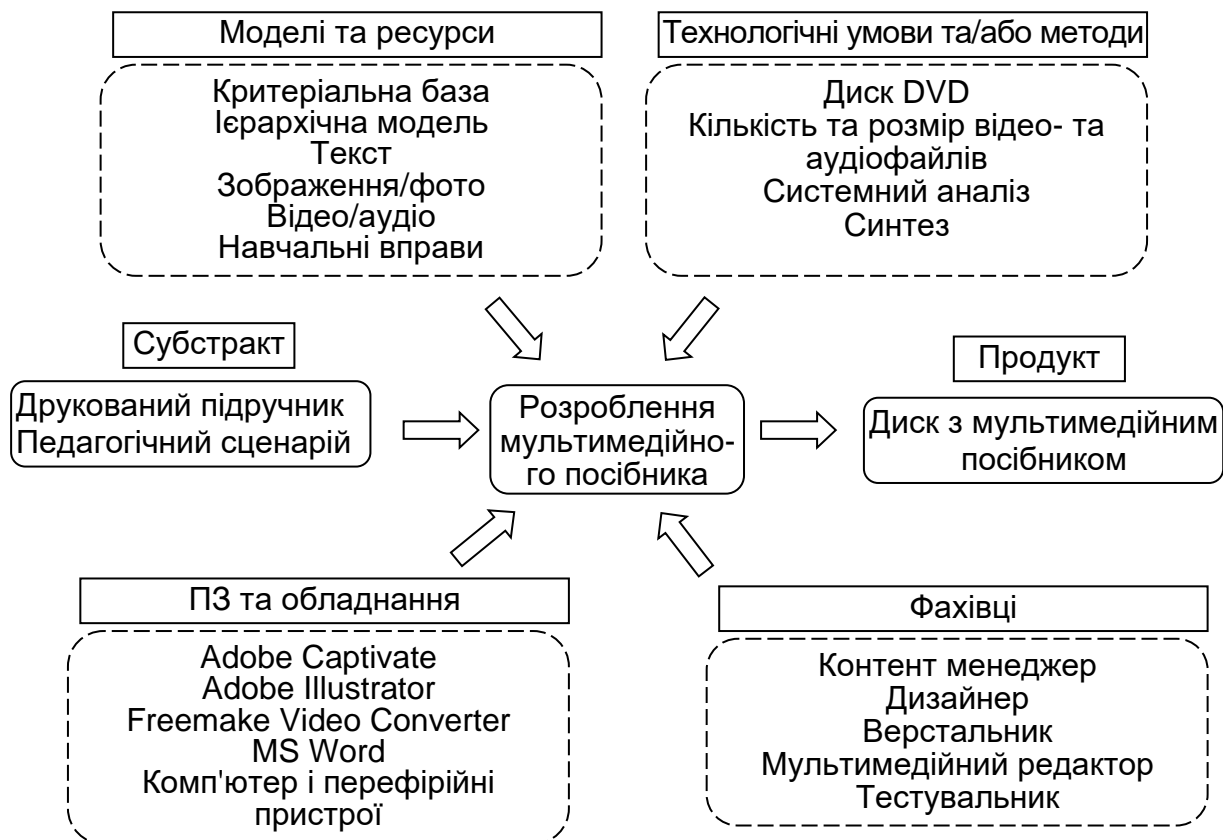 Моделі та ресурси
Критеріальна база
Ієрархічна модель
Текст
Зображення/фото
Відео/аудіо
Навчальні вправи
Технологічні умови та/або методи
Диск DVD
Кількість та розмір відео- та
аудіофайлів
Системний аналіз
Синтез
Субстракт
Друкований підручник
Педагогічний сценарій
Розроблення
мультимедійно-
го посібника
Продукт
Диск з мультимедійним
посібником
ПЗ та обладнання
Adobe Captivate
Adobe Illustrator
Freemake Video Converter
MS Word
Комп'ютер і перефірійні
пристрої
Фахівці
Контент менеджер
Дизайнер
Верстальник
Мультимедійний редактор
Тестувальник